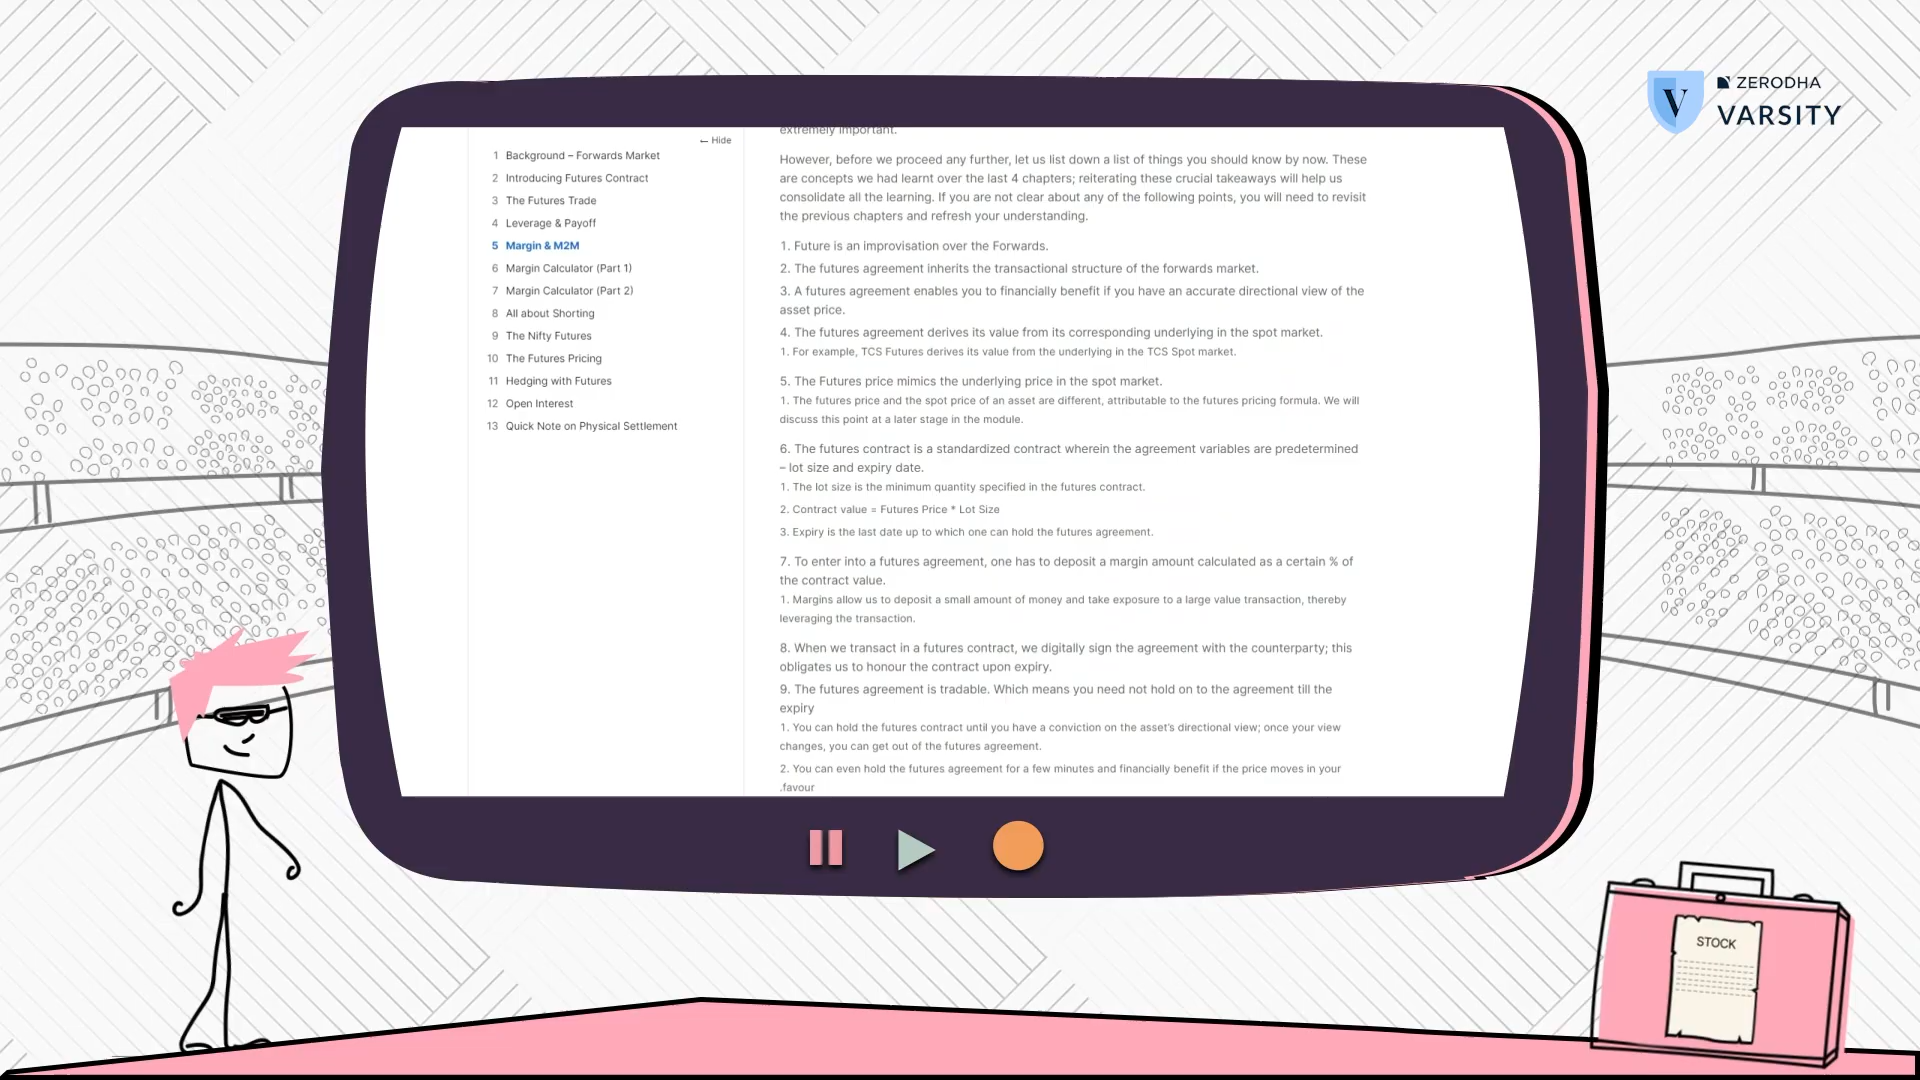 ZERODHA
VARSITY
V
← Hide
1 Background – Forwards Market
2 Introducing Futures Contract
3 The Futures Trade
4 Leverage & Payoff
5 Margin & M2M
6 Margin Calculator (Part 1)
7 Margin Calculator (Part 2)
8 All about Shorting
9 The Nifty Futures
10 The Futures Pricing
11 Hedging with Futures
12 Open Interest
13 Quick Note on Physical Settlement
extremely important.
However, before we proceed any further, let us list down a list of things you should know by now. These
are concepts we had learnt over the last 4 chapters; reiterating these crucial takeaways will help us
consolidate all the learning. If you are not clear about any of the following points, you will need to revisit
the previous chapters and refresh your understanding.
1. Future is an improvisation over the Forwards.
2. The futures agreement inherits the transactional structure of the forwards market.
3. A futures agreement enables you to financially benefit if you have an accurate directional view of the
asset price.
4. The futures agreement derives its value from its corresponding underlying in the spot market.
1. For example, TCS Futures derives its value from the underlying in the TCS Spot market.
5. The Futures price mimics the underlying price in the spot market.
1. The futures price and the spot price of an asset are different, attributable to the futures pricing formula. We will
discuss this point at a later stage in the module.
6. The futures contract is a standardized contract wherein the agreement variables are predetermined
– lot size and expiry date.
1. The lot size is the minimum quantity specified in the futures contract.
2. Contract value = Futures Price * Lot Size
3. Expiry is the last date up to which one can hold the futures agreement.
7. To enter into a futures agreement, one has to deposit a margin amount calculated as a certain % of
the contract value.
1. Margins allow us to deposit a small amount of money and take exposure to a large value transaction, thereby
leveraging the transaction.
8. When we transact in a futures contract, we digitally sign the agreement with the counterparty; this
obligates us to honour the contract upon expiry.
9. The futures agreement is tradable. Which means you need not hold on to the agreement till the
expiry
1. You can hold the futures contract until you have a conviction on the asset's directional view; once your view
changes, you can get out of the futures agreement.
2. You can even hold the futures agreement for a few minutes and financially benefit if the price moves in your
.favour
STOCK